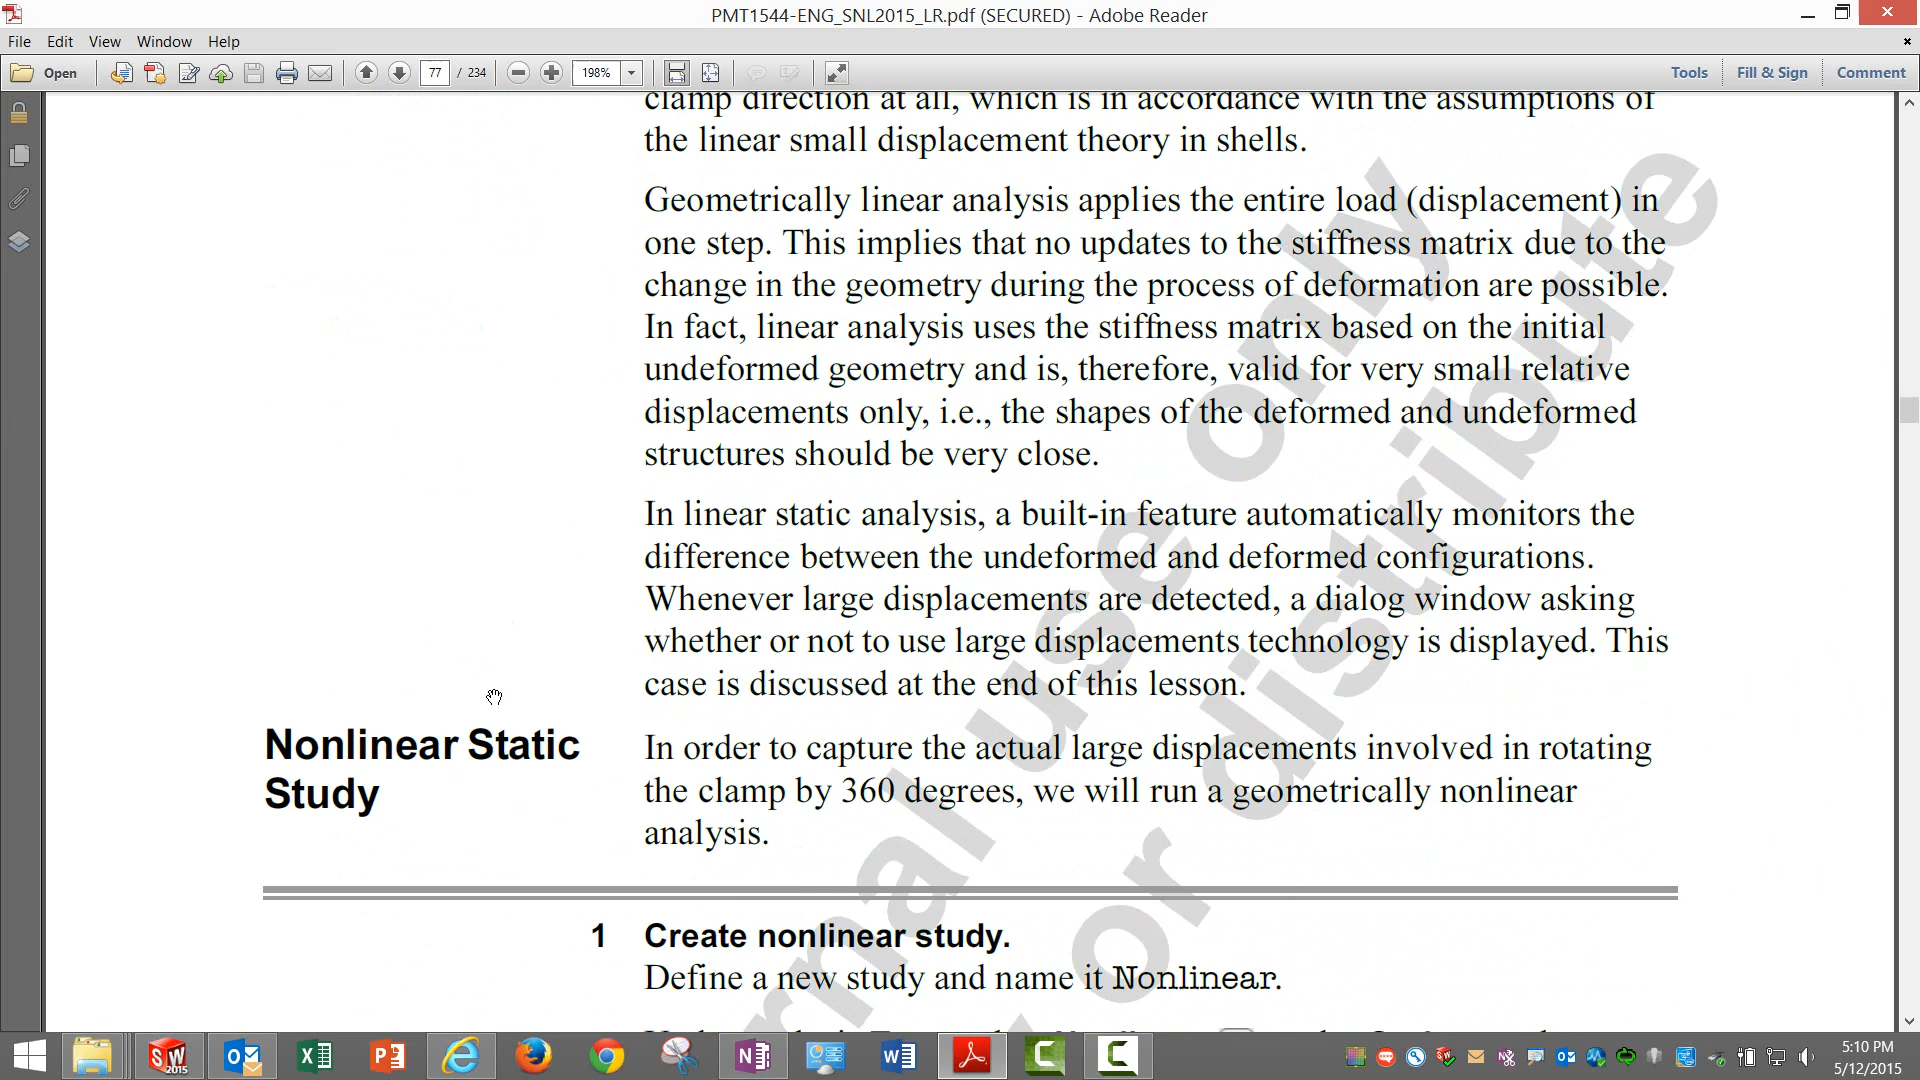 PMT1544-ENG_SNL2015_LR.pdf (SECURED) - Adobe Reader
File Edit View Window Help
Open 77 / 234 198% Tools Fill & Sign Comment
clamp direction at all, which is in accordance with the assumptions of
the linear small displacement theory in shells.
Geometrically linear analysis applies the entire load (displacement) in
one step. This implies that no updates to the stiffness matrix due to the
change in the geometry during the process of deformation are possible.
In fact, linear analysis uses the stiffness matrix based on the initial
undeformed geometry and is, therefore, valid for very small relative
displacements only, i.e., the shapes of the deformed and undeformed
structures should be very close.
In linear static analysis, a built-in feature automatically monitors the
difference between the undeformed and deformed configurations.
Whenever large displacements are detected, a dialog window asking
whether or not to use large displacements technology is displayed. This
case is discussed at the end of this lesson.
Nonlinear Static
Study
In order to capture the actual large displacements involved in rotating
the clamp by 360 degrees, we will run a geometrically nonlinear
analysis.
1 Create nonlinear study.
Define a new study and name it Nonlinear.
use only
or distribute
SW
2015
5:10 PM
5/12/2015